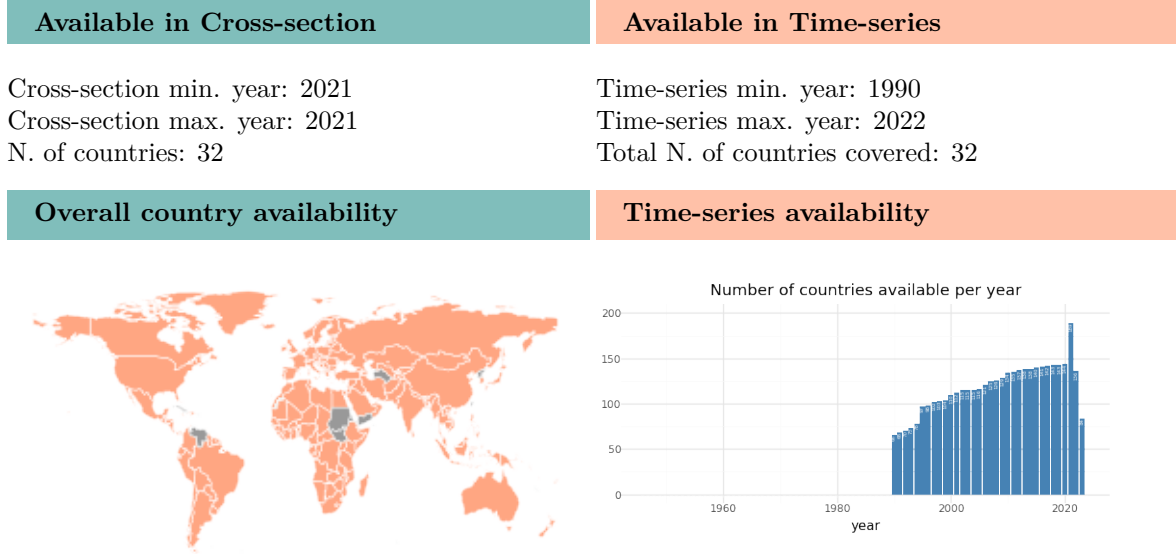 Available in Cross-section
Available in Time-series
Cross-section min. year: 2021
Cross-section max. year: 2021
N. of countries: 32
Time-series min. year: 1990
Time-series max. year: 2022
Total N. of countries covered: 32
Overall country availability
Time-series availability
Number of countries available per year
200
150
100
50
0
1960
1980
2000
2020
year